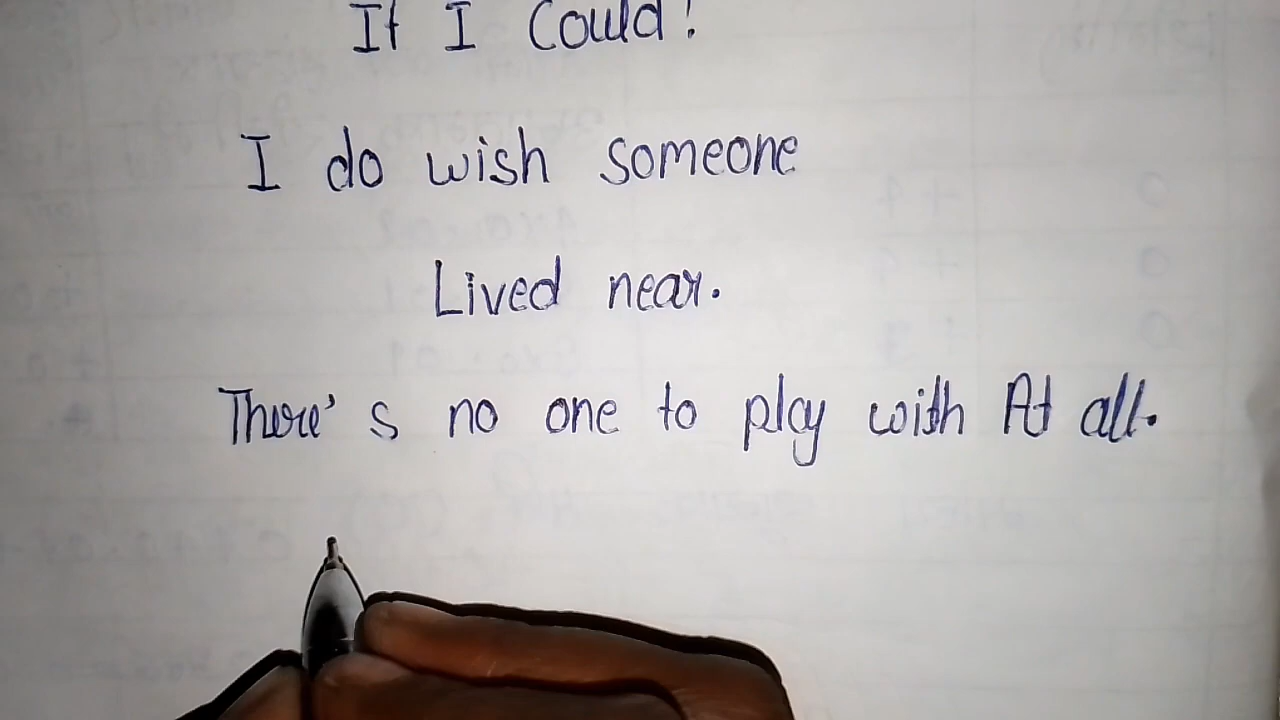 If I Could!
I do wish someone
Lived near.
There's no one to play with At all.